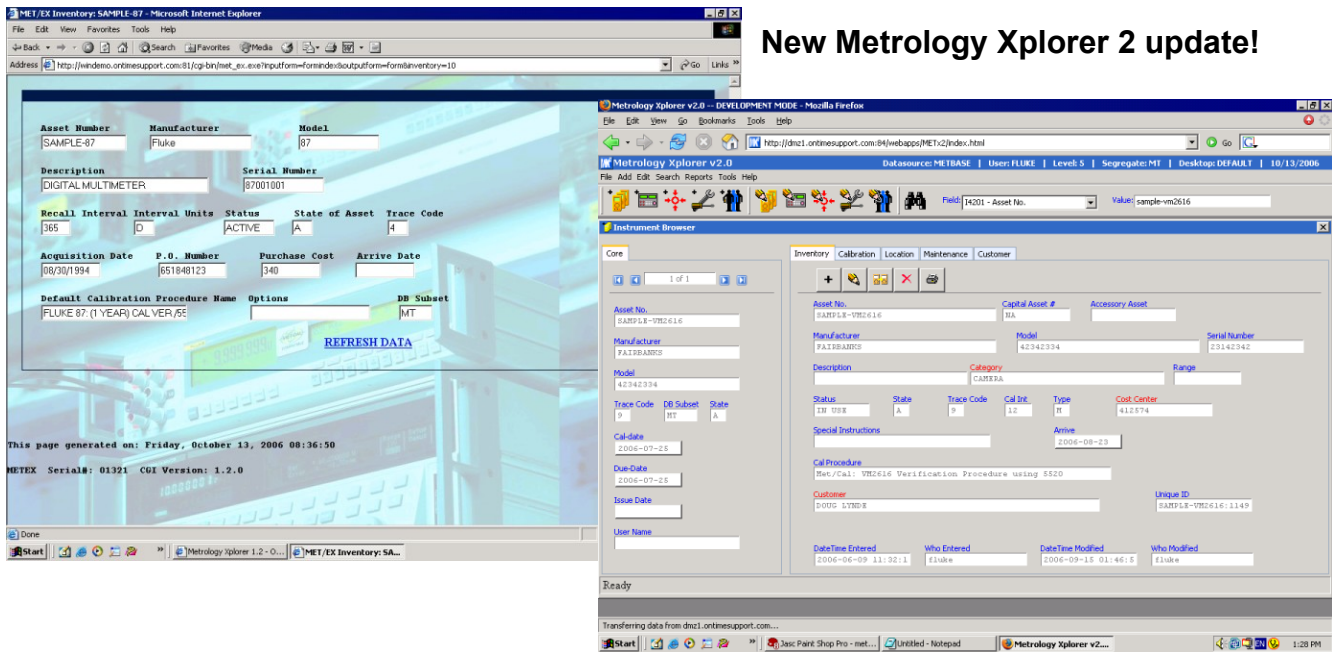 MET/EX Inventory: SAMPLE-87 - Microsoft Internet Explorer
File Edit View Favorites Tools Help
Back Search Favorites Media
Address http://windemo.ontimesupport.com:81/cgi-bin/met_ex.exe?inputform=formindex&outputform=form&inventory=10 Go Links »
Asset Number Manufacturer Model
SAMPLE-87 Fluke 87
Description Serial Number
DIGITAL MULTIMETER 87001001
Recall Interval Interval Units Status State of Asset Trace Code
365 D ACTIVE A 4
Acquisition Date P.O. Number Purchase Cost Arrive Date
08/30/1994 651848123 340
Default Calibration Procedure Name Options DB Subset
FLUKE 87: (1 YEAR) CAL VER /55 MT
REFRESH DATA
This page generated on: Friday, October 13, 2006 08:36:50
METEX Serial#: 01321 CGI Version: 1.2.0
Done
Start » Metrology Xplorer 1.2 - O... MET/EX Inventory: SA...
New Metrology Xplorer 2 update!
Metrology Xplorer v2.0 -- DEVELOPMENT MODE - Mozilla Firefox
File Edit View Go Bookmarks Tools Help
http://dmz1.ontimesupport.com:84/webapps/METx2/index.html Go
Metrology Xplorer v2.0 Datasource: METBASE | User: FLUKE | Level: 5 | Segregate: MT | Desktop: DEFAULT | 10/13/2006
File Add Edit Search Reports Tools Help
Field: I4201 - Asset No. Value: sample-vm2616
Instrument Browser
Core
1 of 1
Asset No.
SAMPLE-VM2616
Manufacturer
FAIRBANKS
Model
42342334
Trace Code DB Subset State
9 MT A
Cal-date
2006-07-25
Due-Date
2006-07-25
Issue Date
User Name
Inventory Calibration Location Maintenance Customer
Asset No. Capital Asset # Accessory Asset
SAMPLE-VM2616 NA
Manufacturer Model Serial Number
FAIRBANKS 42342334 23142342
Description Category Range
CAMERA
Status State Trace Code Cal Int Type Cost Center
IN USE A 9 12 M 412574
Special Instructions Arrive
2006-08-23
Cal Procedure
Met/Cal: VM2616 Verification Procedure using 5520
Customer Unique ID
DOUG LYNDE SAMPLE-VM2616:1149
DateTime Entered Who Entered DateTime Modified Who Modified
2006-06-09 11:32:1 fluke 2006-09-15 01:46:5 fluke
Ready
Transferring data from dmz1.ontimesupport.com...
Start » Jasc Paint Shop Pro - met... Untitled - Notepad Metrology Xplorer v2.... EN 1:28 PM